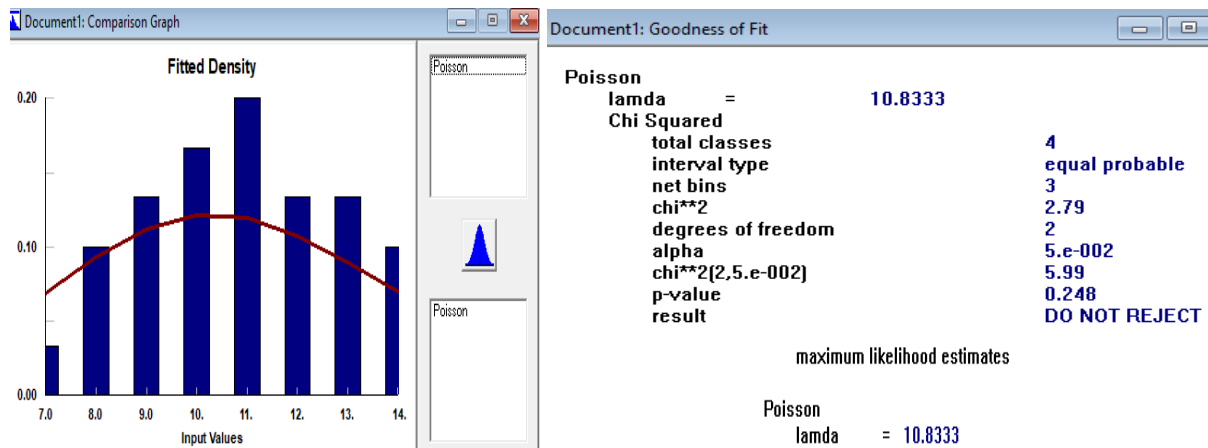 Document1: Comparison Graph
Fitted Density
0.20
0.10
0.00
7.0 8.0 9.0 10. 11. 12. 13. 14.
Input Values
Poisson
Poisson
Document1: Goodness of Fit
Poisson
lamda = 10.8333
Chi Squared
total classes 4
interval type equal probable
net bins 3
chi**2 2.79
degrees of freedom 2
alpha 5.e-002
chi**2(2,5.e-002) 5.99
p-value 0.248
result DO NOT REJECT
maximum likelihood estimates
Poisson
lamda = 10.8333